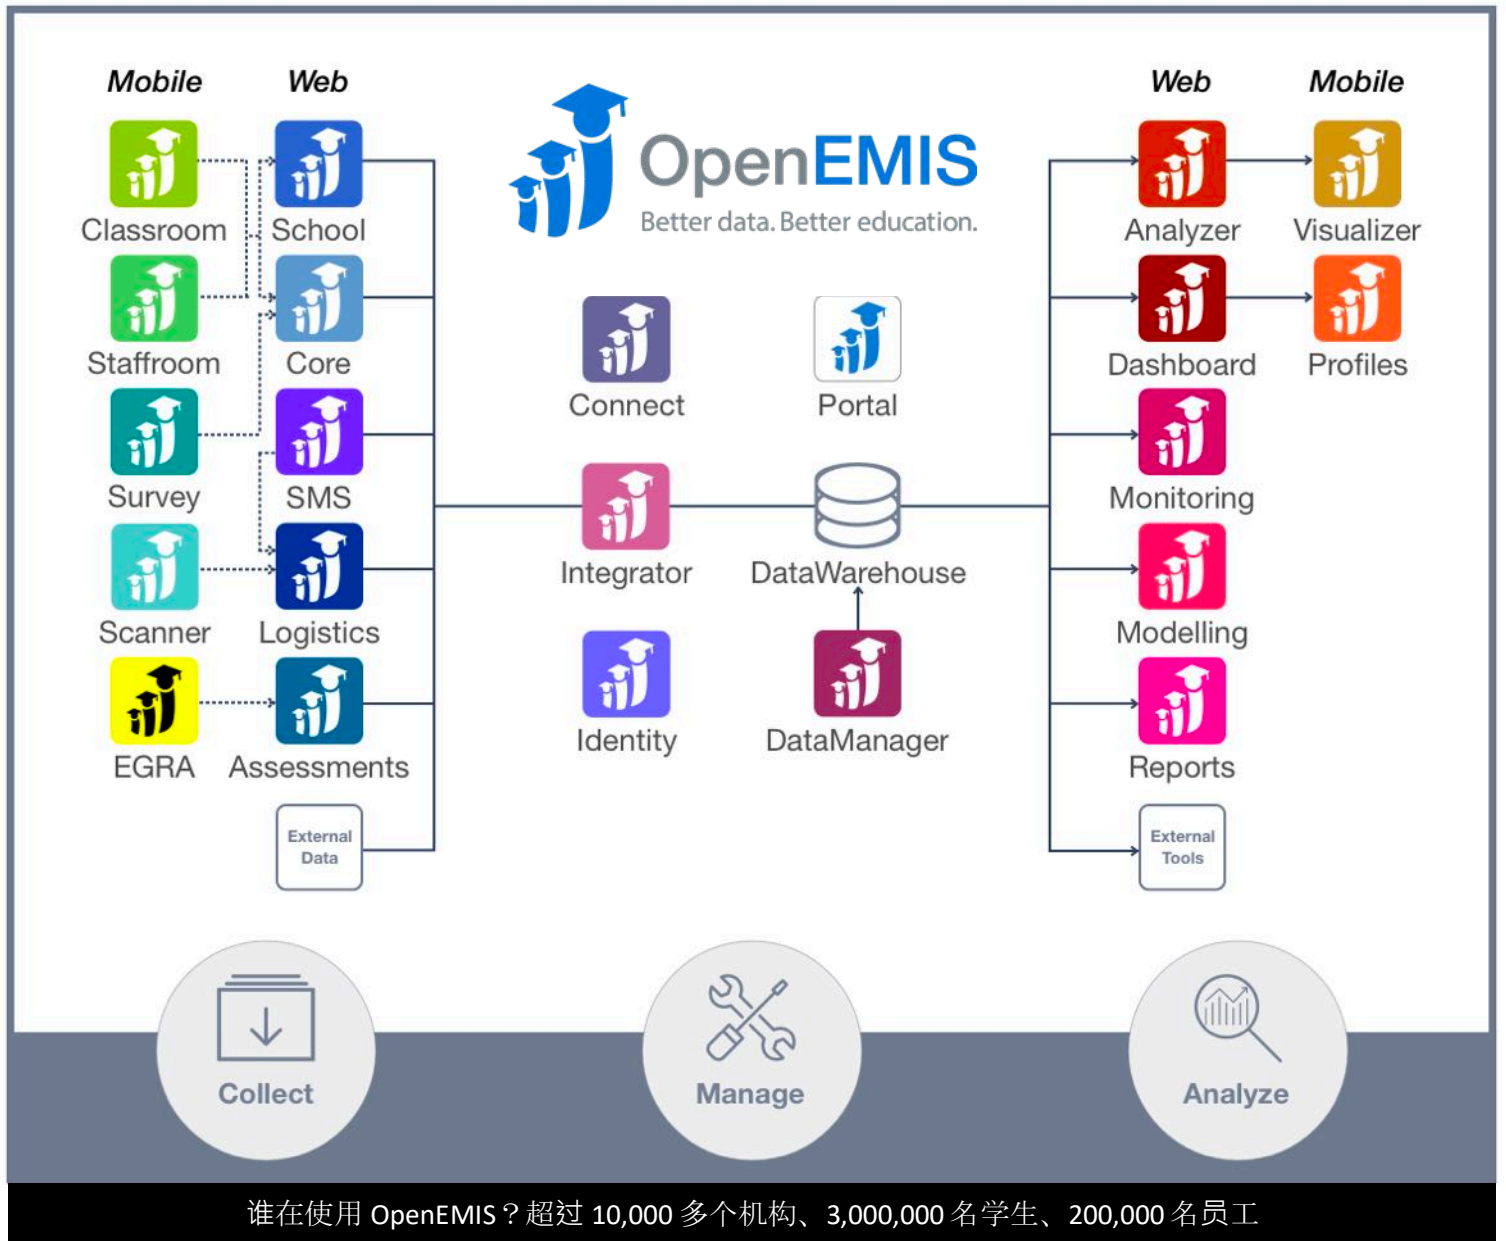 Mobile Web Web Mobile
OpenEMIS
Better data. Better education.
Classroom School Analyzer Visualizer
Staffroom Core Dashboard Profiles
Connect Portal
Survey SMS Monitoring
Integrator DataWarehouse
Scanner Logistics Modelling
Identity DataManager
EGRA Assessments Reports
External
Data
External
Tools
Collect Manage Analyze
谁在使用 OpenEMIS？超过 10,000 多个机构、3,000,000 名学生、200,000 名员工